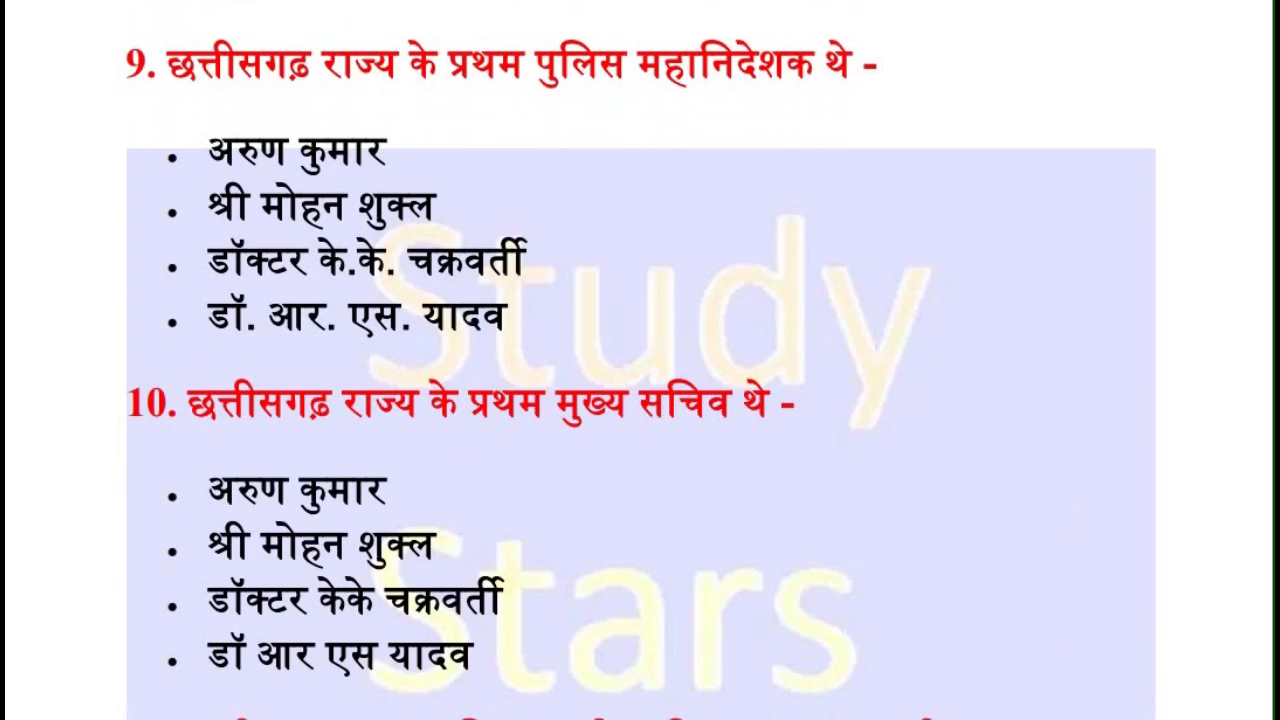 9. छत्तीसगढ़ राज्य के प्रथम पुलिस महानिदेशक थे -
• अरुण कुमार
• श्री मोहन शुक्ल
• डॉक्टर के.के. चक्रवर्ती
• डॉ. आर. एस. यादव
10. छत्तीसगढ़ राज्य के प्रथम मुख्य सचिव थे -
• अरुण कुमार
• श्री मोहन शुक्ल
• डॉक्टर केके चक्रवर्ती
• डॉ आर एस यादव
Study
Stars